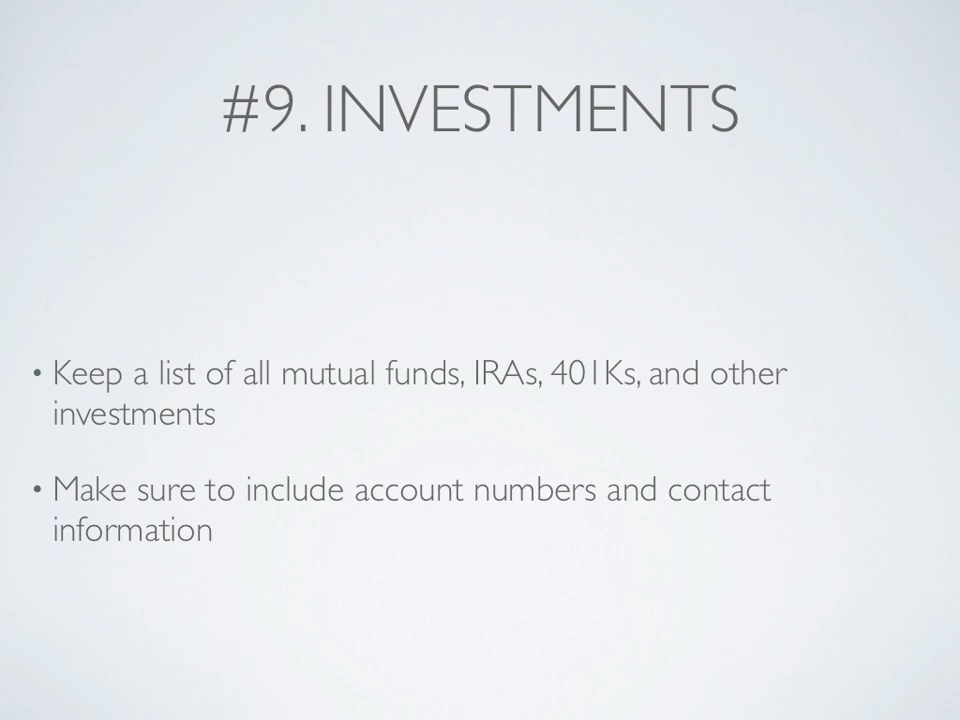 #9. INVESTMENTS
• Keep a list of all mutual funds, IRAs, 401Ks, and other
investments
• Make sure to include account numbers and contact
information